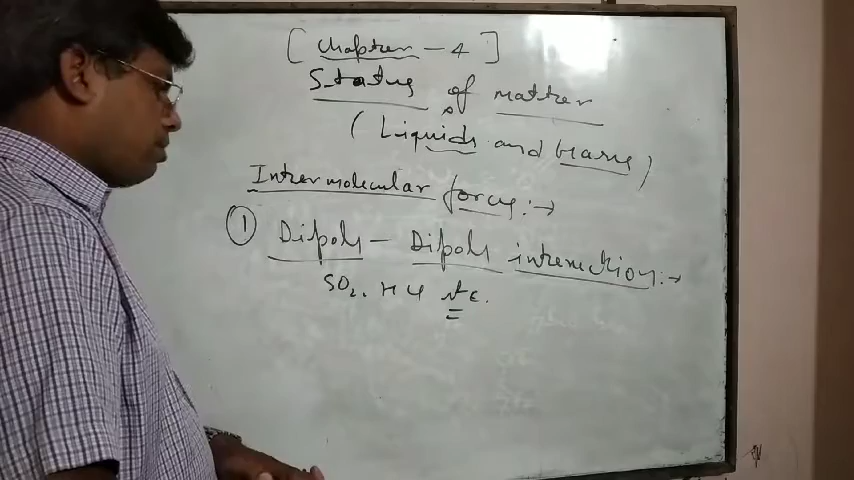 [ Chapter - 4 ]
States of matter
( Liquids and Gases )
Intermolecular forces :→
① Dipole - Dipole interaction :→
SO₂, HCl etc.